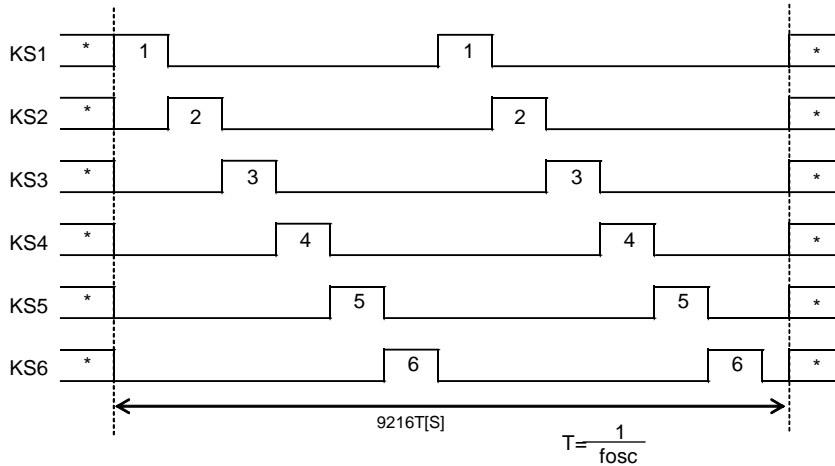 KS1 * 1 1 *
KS2 * 2 2 *
KS3 * 3 3 *
KS4 * 4 4 *
KS5 * 5 5 *
KS6 * 6 6 *
9216T[S]
T= 1
fosc